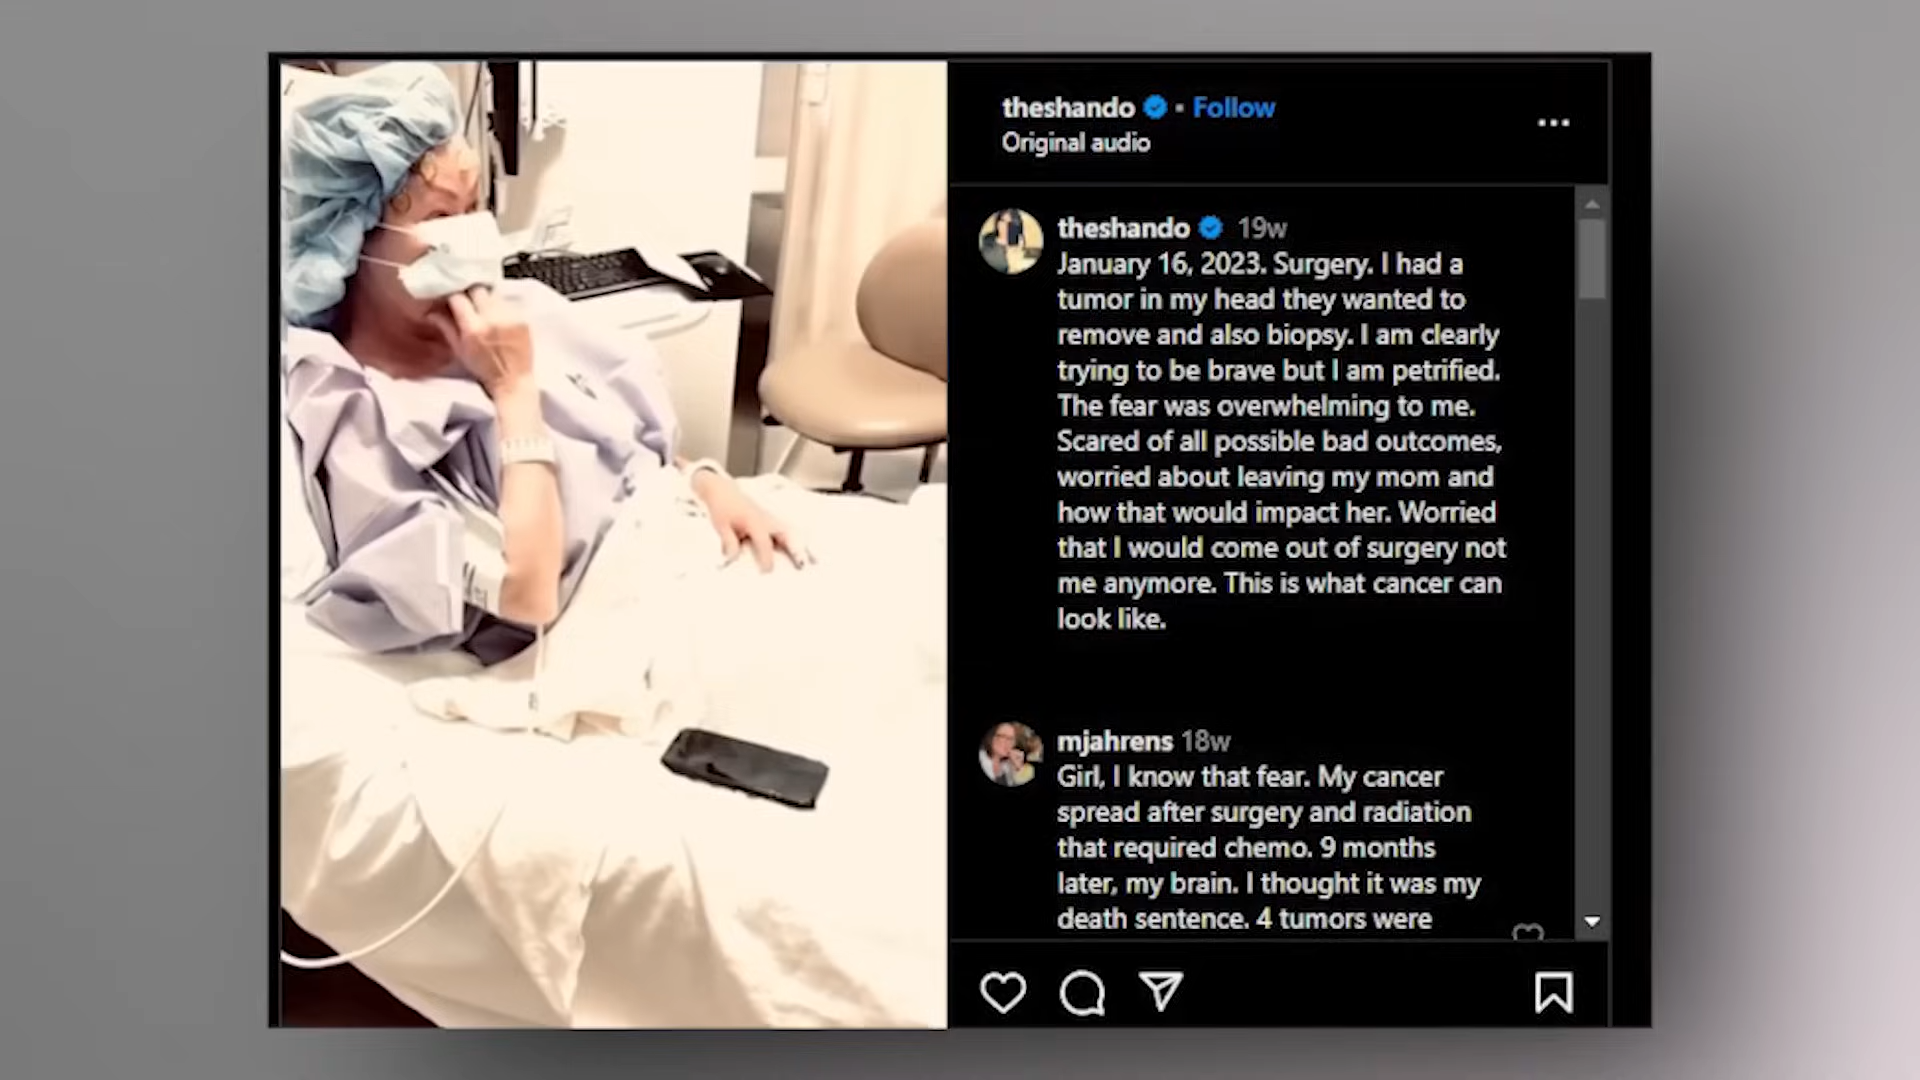 theshando • Follow
Original audio
theshando 19w
January 16, 2023. Surgery. I had a
tumor in my head they wanted to
remove and also biopsy. I am clearly
trying to be brave but I am petrified.
The fear was overwhelming to me.
Scared of all possible bad outcomes,
worried about leaving my mom and
how that would impact her. Worried
that I would come out of surgery not
me anymore. This is what cancer can
look like.
mjahrens 18w
Girl, I know that fear. My cancer
spread after surgery and radiation
that required chemo. 9 months
later, my brain. I thought it was my
death sentence. 4 tumors were